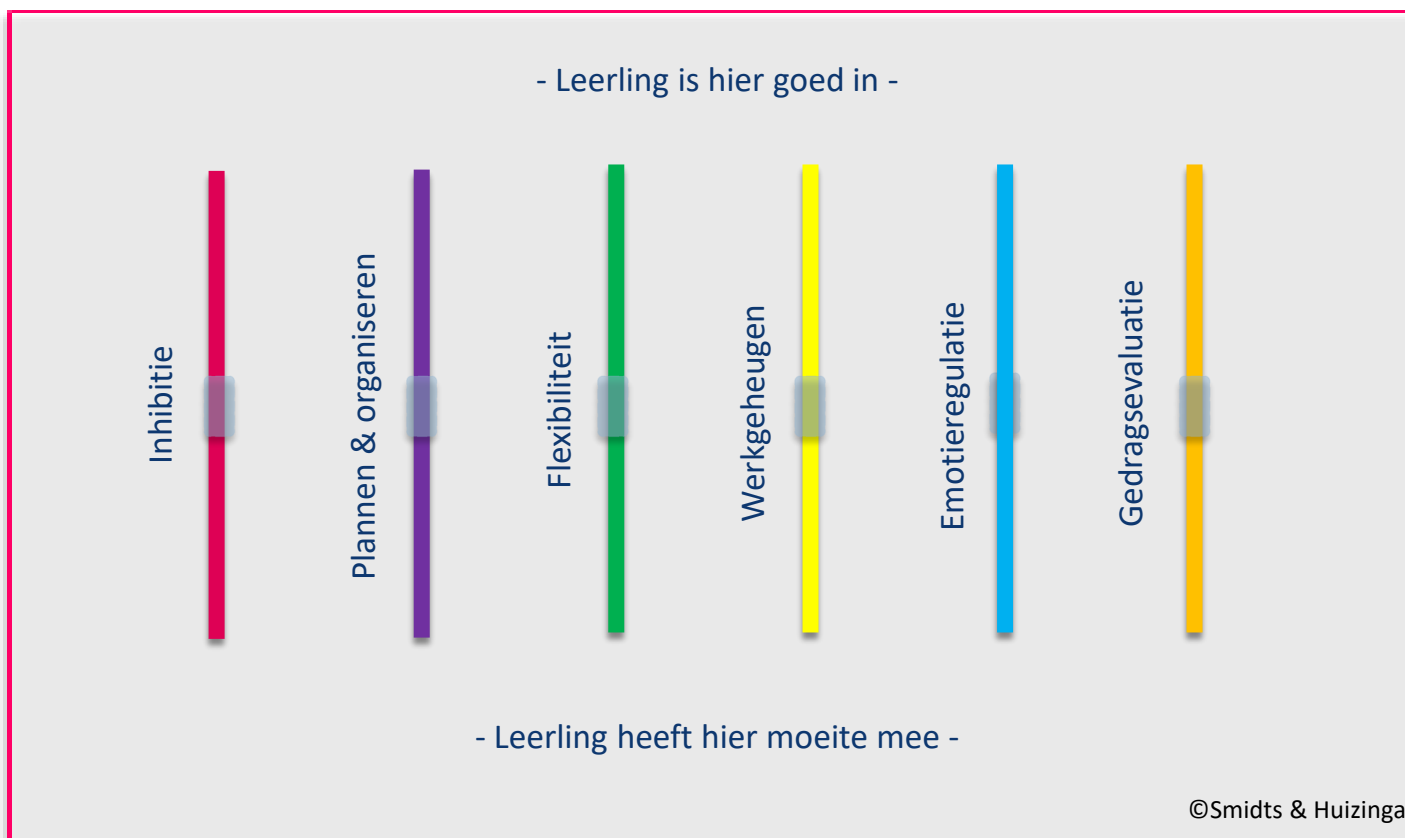 - Leerling is hier goed in -
Inhibitie
Plannen & organiseren
Flexibiliteit
Werkgeheugen
Emotieregulatie
Gedragsevaluatie
- Leerling heeft hier moeite mee -
©Smidts & Huizinga